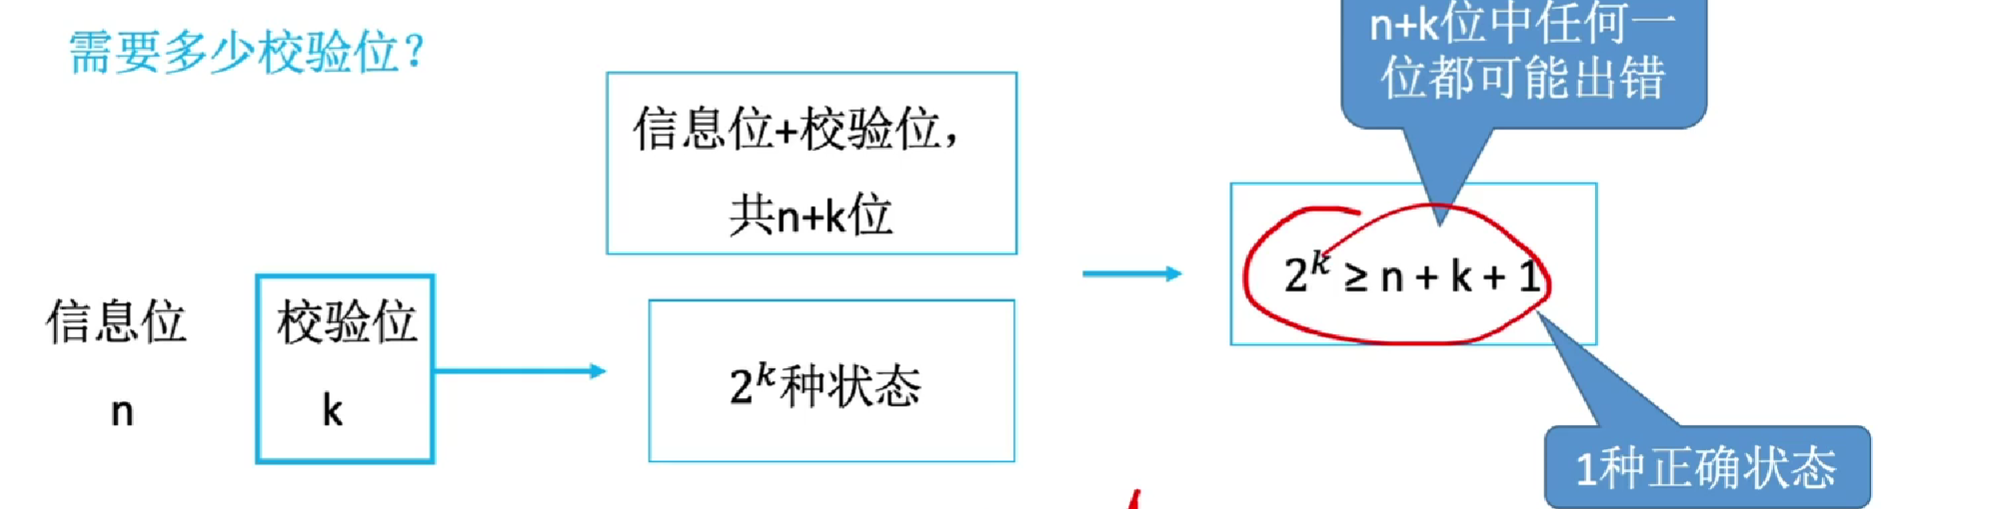 需要多少校验位？
n+k位中任何一
位都可能出错
信息位+校验位，
共n+k位
2^k ≥ n + k + 1
信息位
n
校验位
k
2^k种状态
1种正确状态